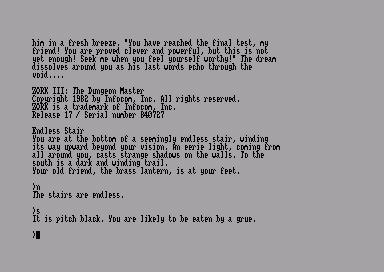 him in a fresh breeze. "You have reached the final test, my
friend! You are proved clever and powerful, but this is not
yet enough! Seek me when you feel yourself worthy!" The dream
dissolves around you as his last words echo through the
void....
ZORK III: The Dungeon Master
Copyright 1982 by Infocom, Inc. All rights reserved.
ZORK is a trademark of Infocom, Inc.
Release 17 / Serial number 840727
Endless Stair
You are at the bottom of a seemingly endless stair, winding
its way upward beyond your vision. An eerie light, coming from
all around you, casts strange shadows on the walls. To the
south is a dark and winding trail.
Your old friend, the brass lantern, is at your feet.
>n
The stairs are endless.
>s
It is pitch black. You are likely to be eaten by a grue.
>